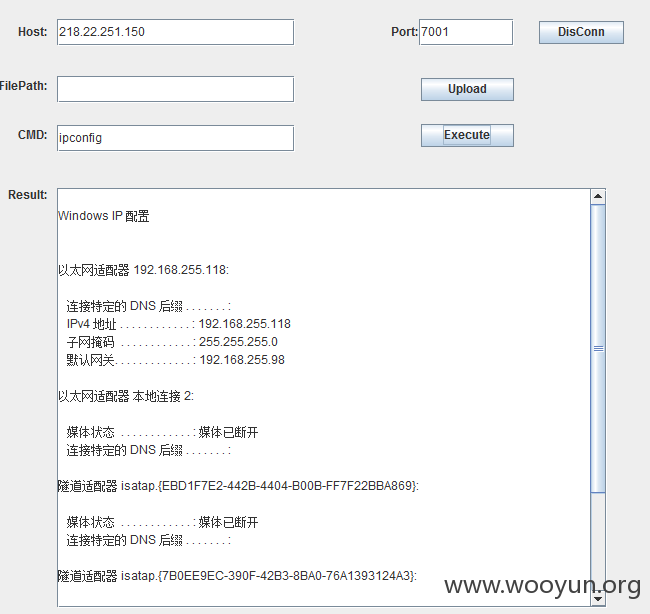 Host: 218.22.251.150 Port: 7001 DisConn
FilePath: Upload
CMD: ipconfig Execute
Result:
Windows IP 配置
以太网适配器 192.168.255.118:
连接特定的 DNS 后缀 . . . . . . . :
IPv4 地址 . . . . . . . . . . . . : 192.168.255.118
子网掩码 . . . . . . . . . . . . : 255.255.255.0
默认网关. . . . . . . . . . . . . : 192.168.255.98
以太网适配器 本地连接 2:
媒体状态 . . . . . . . . . . . . : 媒体已断开
连接特定的 DNS 后缀 . . . . . . . :
隧道适配器 isatap.{EBD1F7E2-442B-4404-B00B-FF7F22BBA869}:
媒体状态 . . . . . . . . . . . . : 媒体已断开
连接特定的 DNS 后缀 . . . . . . . :
隧道适配器 isatap.{7B0EE9EC-390F-42B3-8BA0-76A1393124A3}:
www.wooyun.org